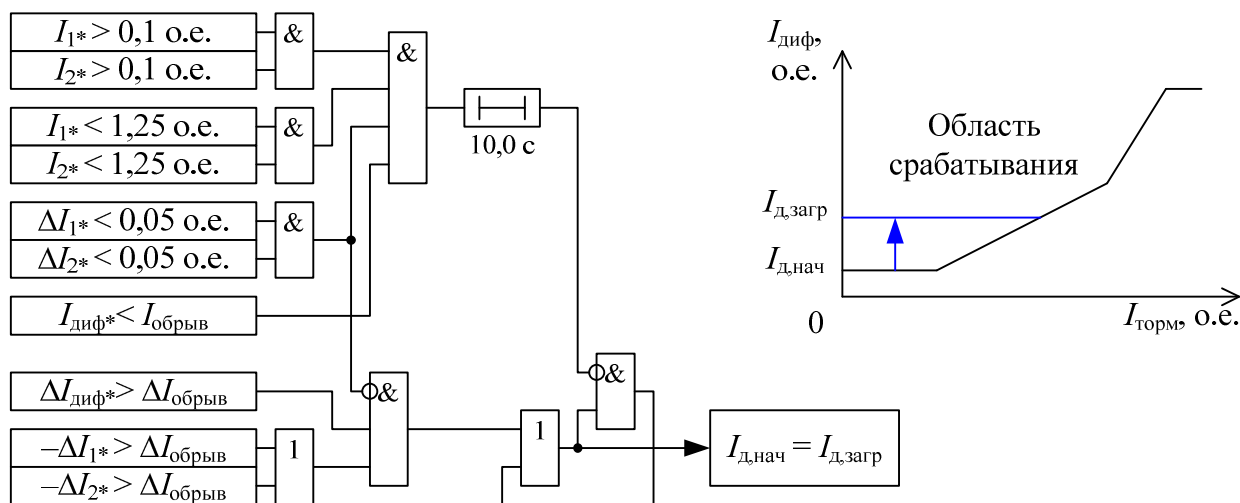 I1* > 0,1 о.е.
I2* > 0,1 о.е.
&
&
I1* < 1,25 о.е.
I2* < 1,25 о.е.
&
10,0 с
ΔI1* < 0,05 о.е.
ΔI2* < 0,05 о.е.
&
Iдиф* < Iобрыв
ΔIдиф* > ΔIобрыв
&
–ΔI1* > ΔIобрыв
–ΔI2* > ΔIобрыв
1
1
&
Iд,нач = Iд,загр
Iдиф,
о.е.
Область
срабатывания
Iд,загр
Iд,нач
0
Iторм, о.е.